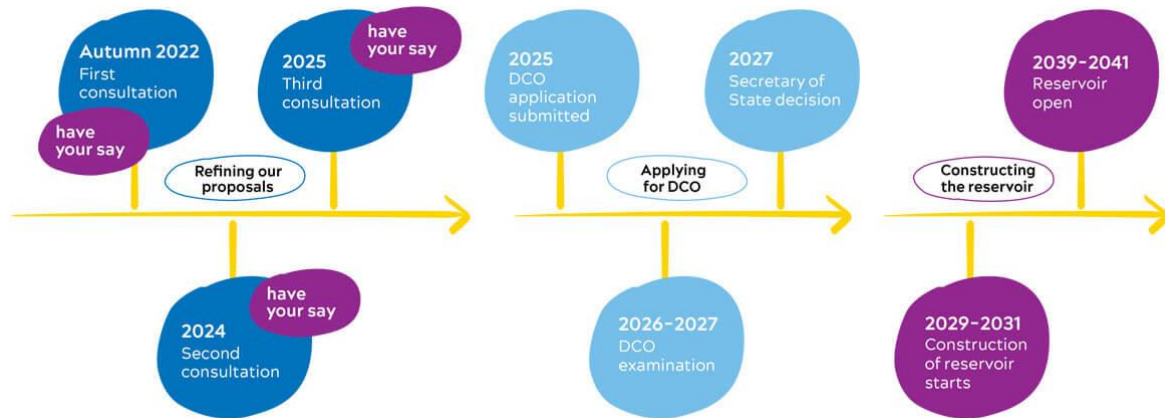 Autumn 2022
First
consultation
have
your say
2025
Third
consultation
have
your say
Refining our
proposals
2024
Second
consultation
have
your say
2025
DCO
application
submitted
2027
Secretary of
State decision
Applying
for DCO
2026–2027
DCO
examination
2039–2041
Reservoir
open
Constructing
the reservoir
2029–2031
Construction
of reservoir
starts